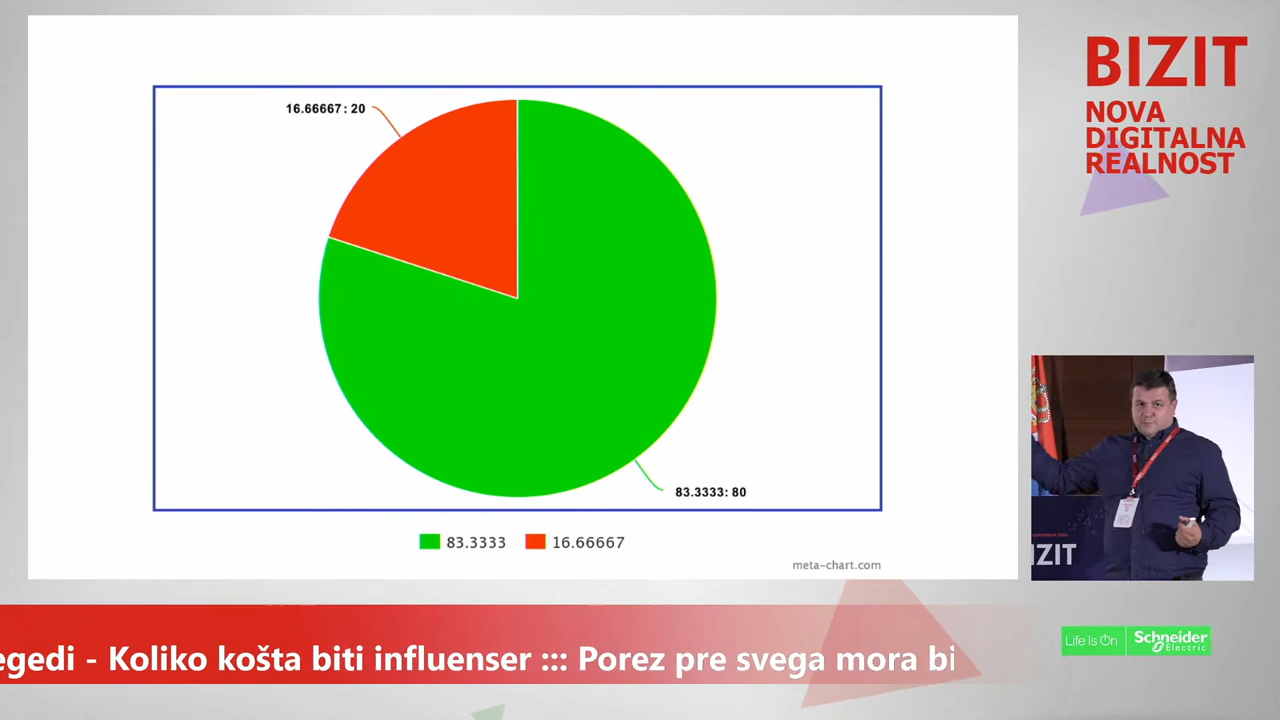 16.66667: 20
83.3333: 80
83.3333
16.66667
meta-chart.com
BIZIT
NOVA
DIGITALNA
REALNOST
BIZIT
egedi - Koliko košta biti influenser ::: Porez pre svega mora bi
Life Is On
Schneider
Electric